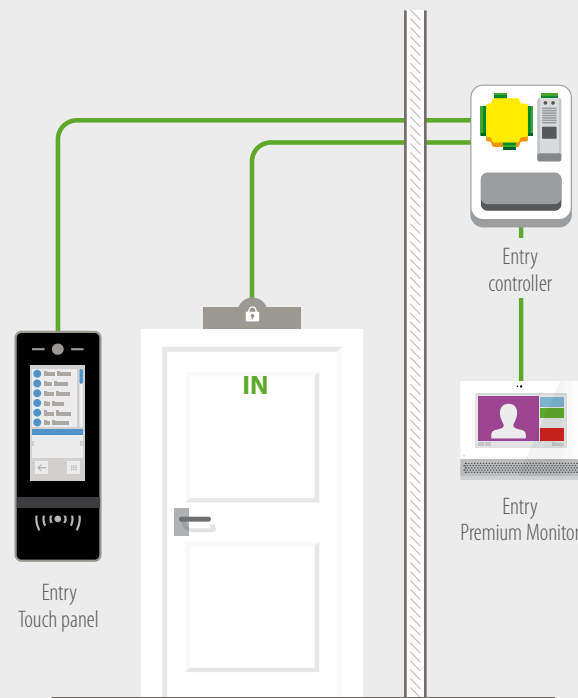 Entry
controller
IN
Entry
Premium Monitor
Entry
Touch panel